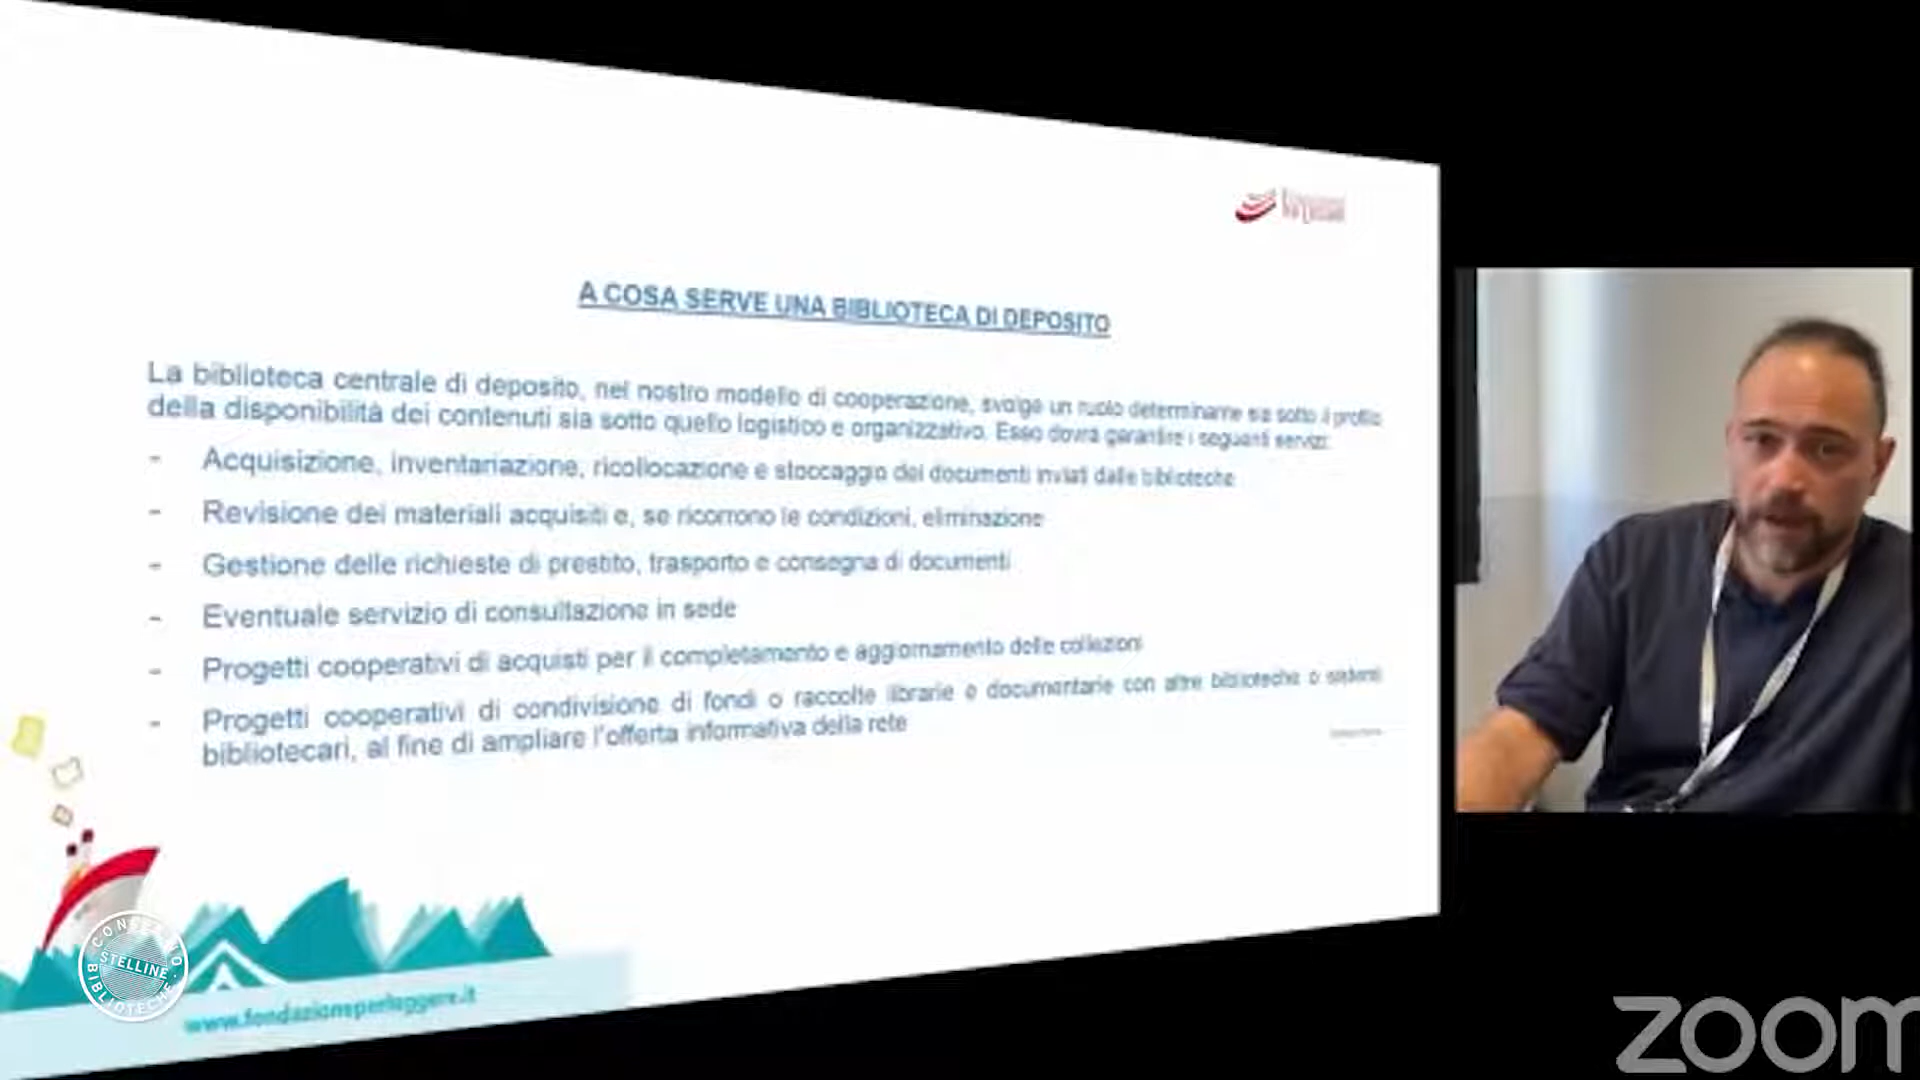 A COSA SERVE UNA BIBLIOTECA DI DEPOSITO
La biblioteca centrale di deposito, nel nostro modello di cooperazione, svolge un ruolo determinante sia sotto il profilo
della disponibilità dei contenuti sia sotto quello logistico e organizzativo. Esso dovrà garantire i seguenti servizi:
- Acquisizione, inventariazione, ricollocazione e stoccaggio dei documenti inviati dalle biblioteche
- Revisione dei materiali acquisiti e, se ricorrono le condizioni, eliminazione
- Gestione delle richieste di prestito, trasporto e consegna di documenti
- Eventuale servizio di consultazione in sede
- Progetti cooperativi di acquisti per il completamento e aggiornamento delle collezioni
- Progetti cooperativi di condivisione di fondi o raccolte librarie e documentarie con altre biblioteche o sistemi
bibliotecari, al fine di ampliare l'offerta informativa della rete
CONVEGNO
STELLINE
BIBLIOTECHE
www.fondazioneperleggere.it
zoom